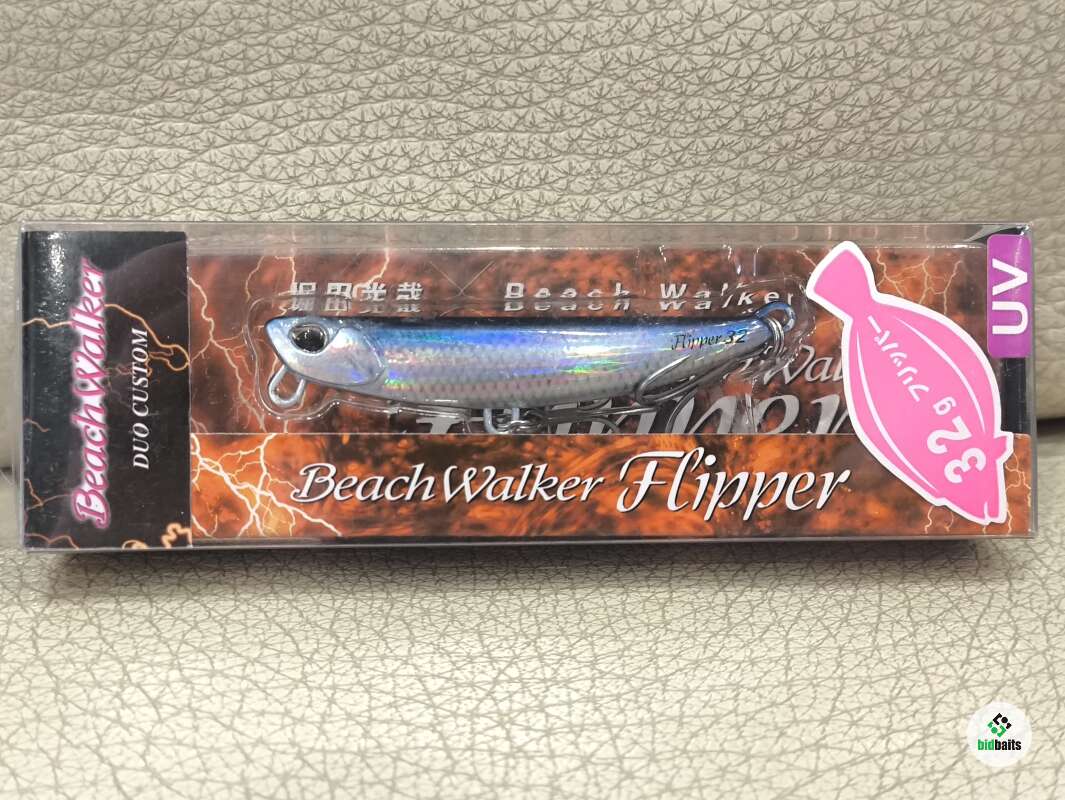 BeachWalker
DUO CUSTOM
堀田光哉 × Beach Walker
Flipper 32
BeachWalker Flipper
フリッパー
32g
UV
bidbaits